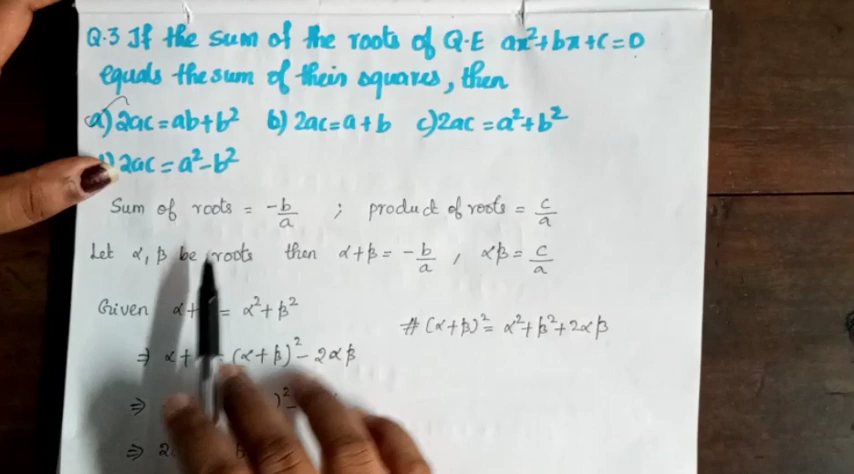 Q.3 If the sum of the roots of Q.E ax²+bx+c=0
equals the sum of their squares, then
a) 2ac = ab+b² b) 2ac = a+b c) 2ac = a²+b²
2ac = a²-b²
Sum of roots = -b/a ; product of roots = c/a
Let α, β be roots then α+β = -b/a , αβ = c/a
Given α+ = α²+β²
# (α+β)² = α²+β²+2αβ
⇒ α+ (α+β)² - 2αβ
⇒ )²-
⇒ 2